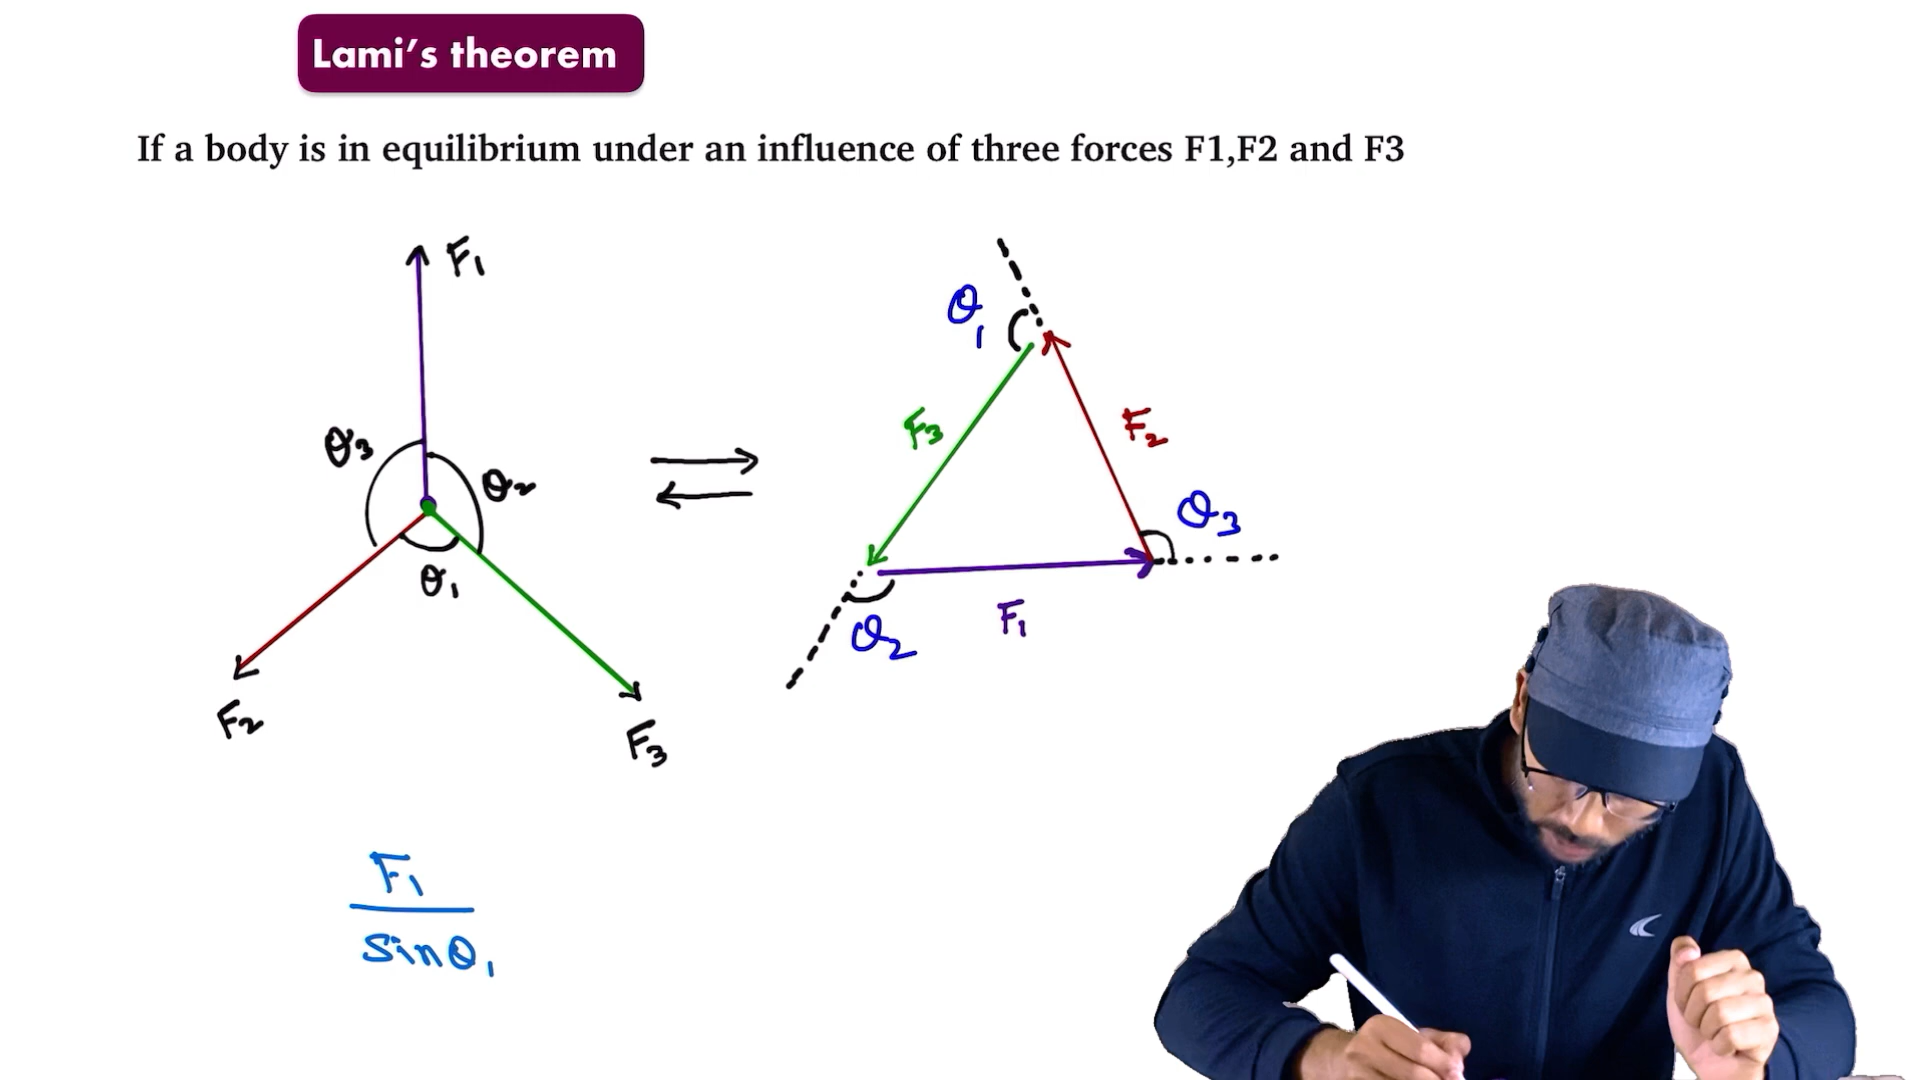 Lami's theorem
If a body is in equilibrium under an influence of three forces F1,F2 and F3
F₁
θ₃
θ₂
θ₁
F₂
F₃
θ₁
F₃
F₂
θ₃
θ₂
F₁
F₁
sinθ₁